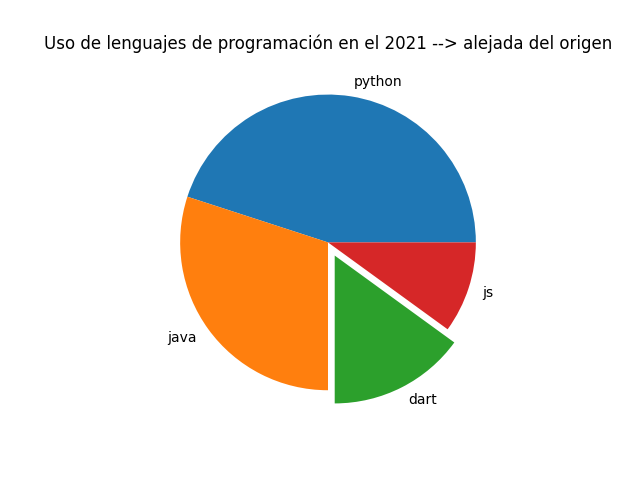 Uso de lenguajes de programación en el 2021 --> alejada del origen
python
js
java
dart